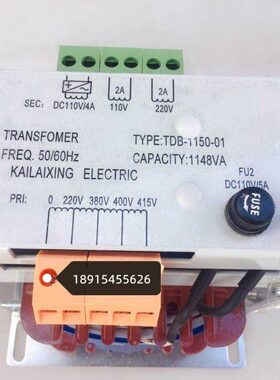 2A 2A
SEC: DC110V/4A 110V 220V
TRANSFOMER TYPE:TDB-1150-01
FREQ. 50/60Hz CAPACITY:1148VA
KAILAIXING ELECTRIC
FU2
DC110V/5A
FUSE
PRI: 0 220V 380V 400V 415V
18915455626